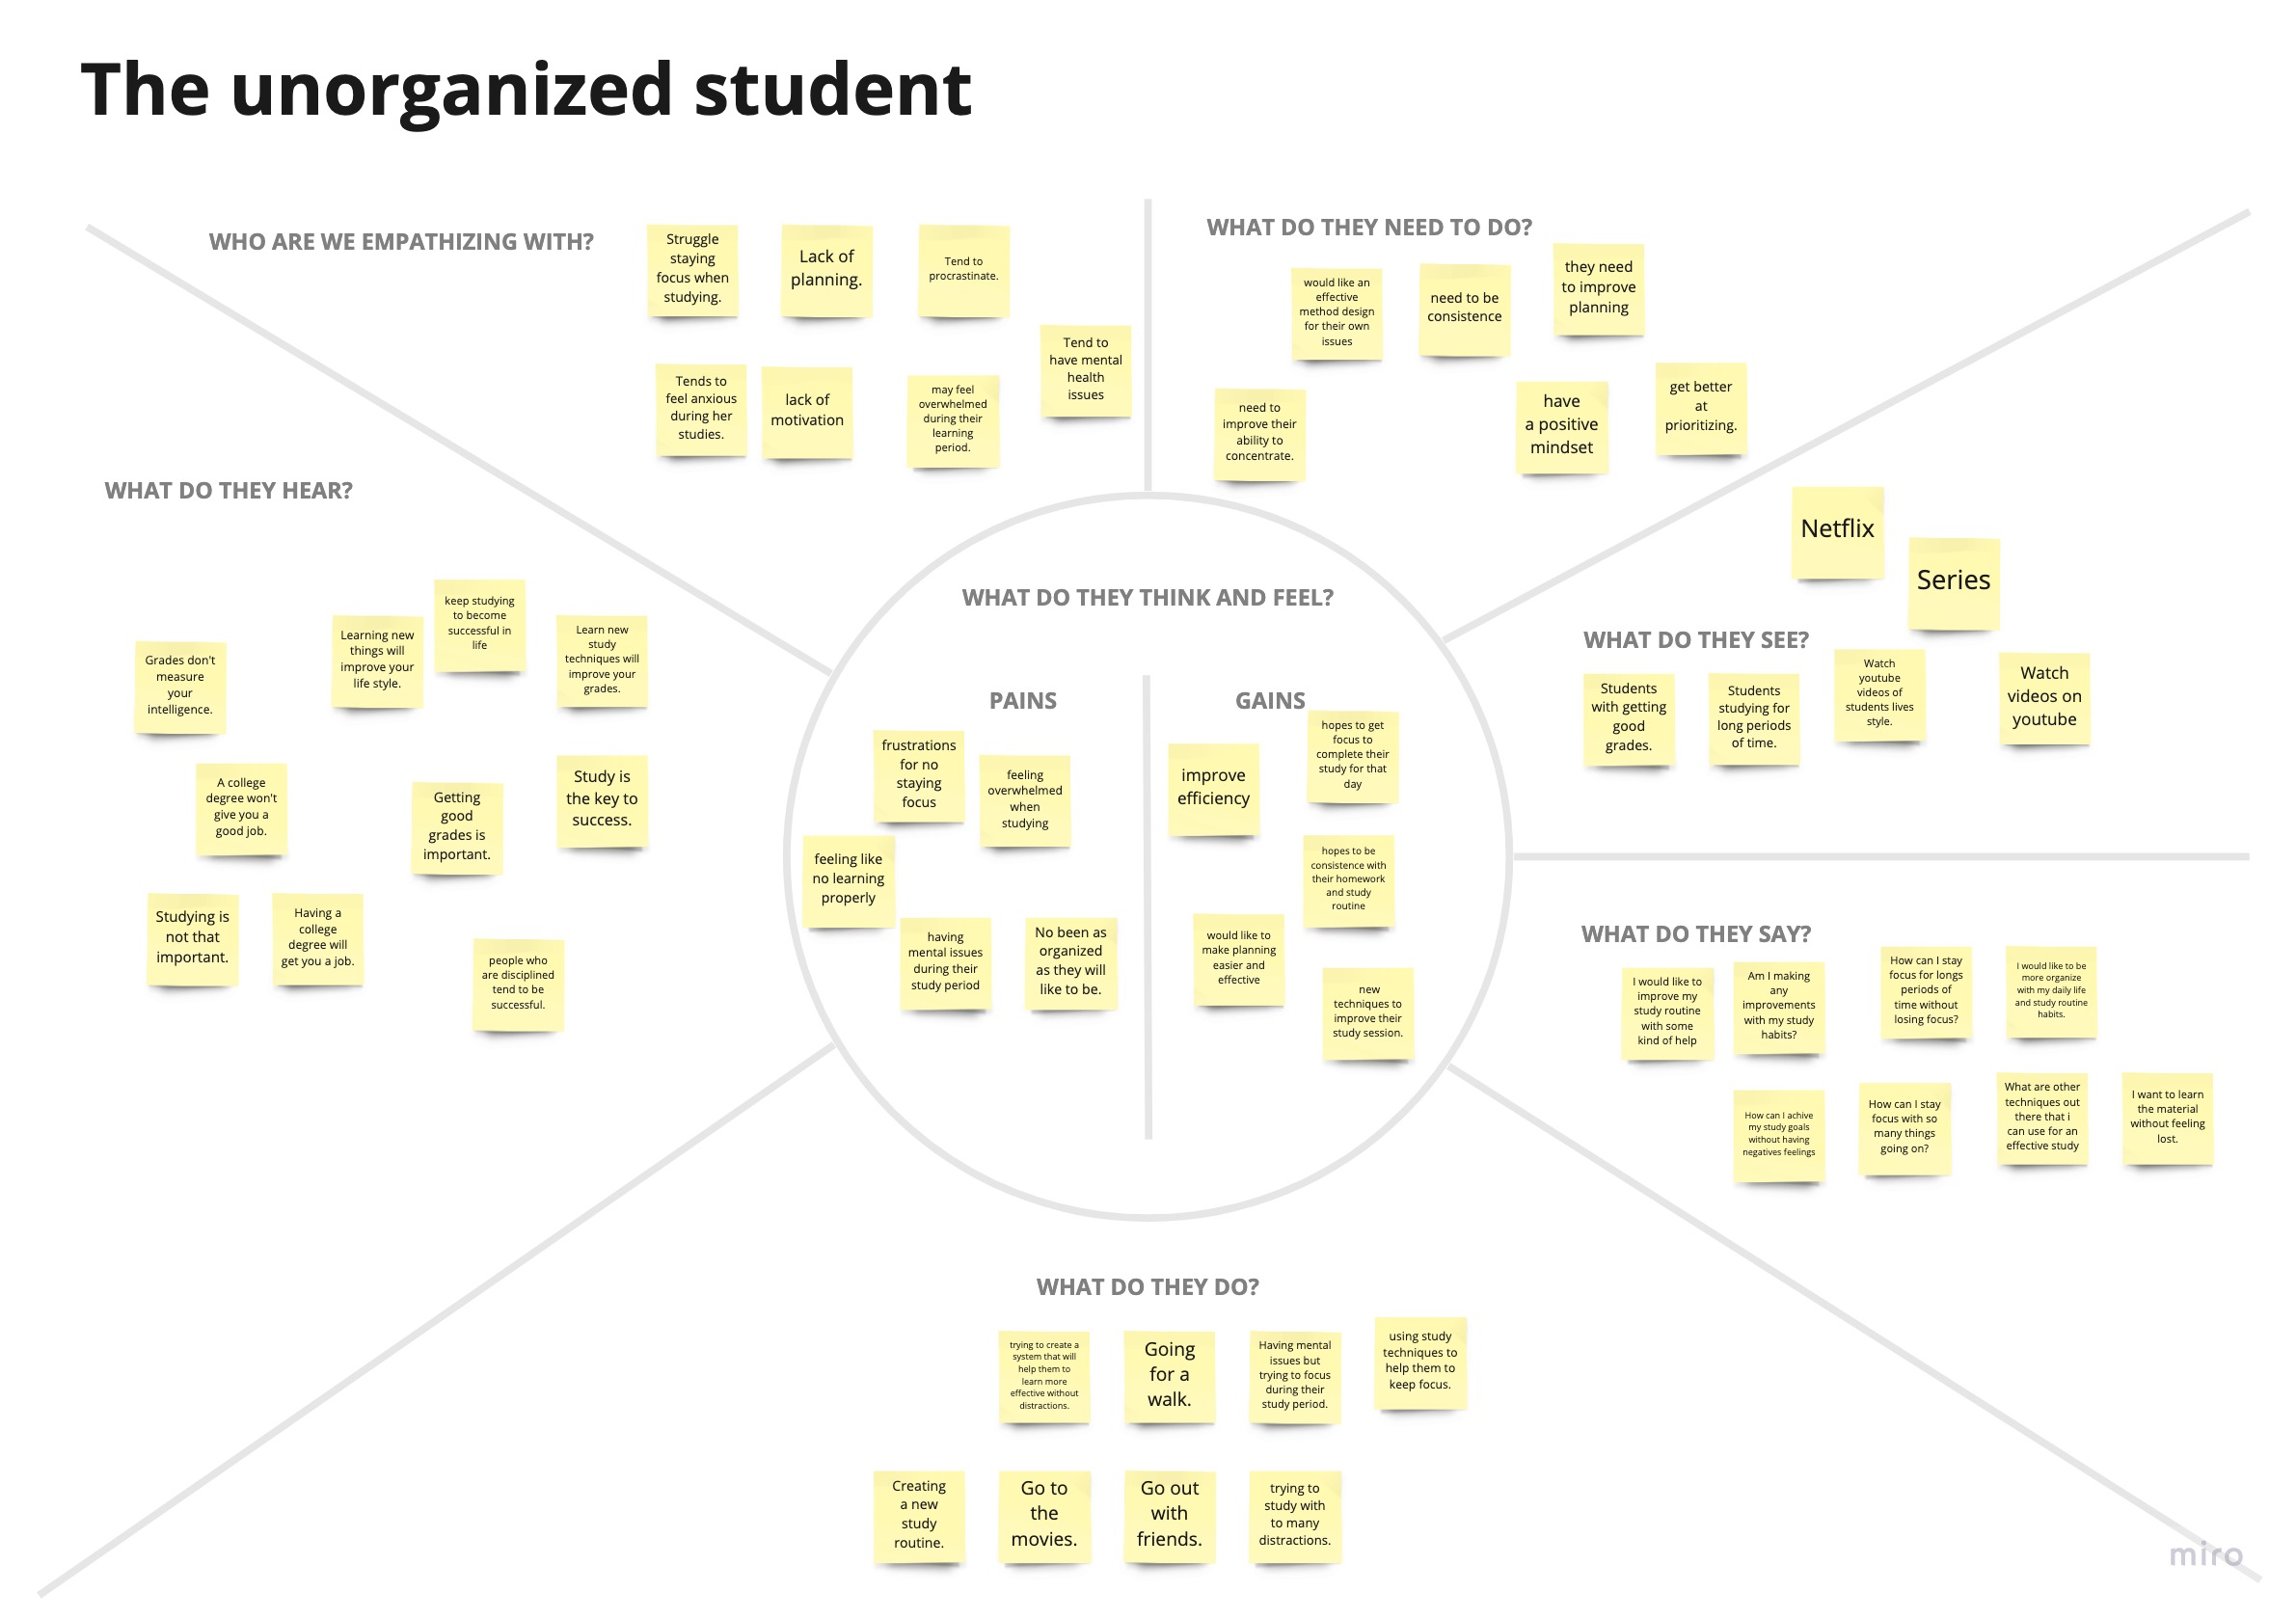 The unorganized student
WHO ARE WE EMPATHIZING WITH?
Struggle
staying
focus when
studying.
Lack of
planning.
Tend to
procrastinate.
Tend to
have mental
health
issues
Tends to
feel anxious
during her
studies.
lack of
motivation
may feel
overwhelmed
during their
learning
period.
WHAT DO THEY NEED TO DO?
would like an
effective
method design
for their own
issues
need to be
consistence
they need
to improve
planning
need to
improve their
ability to
concentrate.
have
a positive
mindset
get better
at
prioritizing.
WHAT DO THEY HEAR?
Grades don't
measure
your
intelligence.
Learning new
things will
improve your
life style.
keep studying
to become
successful in
life
Learn new
study
techniques will
improve your
grades.
A college
degree won't
give you a
good job.
Getting
good
grades is
important.
Study is
the key to
success.
Studying is
not that
important.
Having a
college
degree will
get you a job.
people who
are disciplined
tend to be
successful.
WHAT DO THEY THINK AND FEEL?
PAINS
frustrations
for no
staying
focus
feeling
overwhelmed
when
studying
feeling like
no learning
properly
having
mental issues
during their
study period
No been as
organized
as they will
like to be.
GAINS
improve
efficiency
hopes to get
focus to
complete their
study for that
day
hopes to be
consistence with
their homework
and study
routine
would like to
make planning
easier and
effective
new
techniques to
improve their
study session.
Netflix
Series
WHAT DO THEY SEE?
Students
with getting
good
grades.
Students
studying for
long periods
of time.
Watch
youtube
videos of
students lives
style.
Watch
videos on
youtube
WHAT DO THEY SAY?
I would like to
improve my
study routine
with some
kind of help
Am I making
any
improvements
with my study
habits?
How can I stay
focus for longs
periods of
time without
losing focus?
I would like to be
more organize
with my daily life
and study routine
habits.
How can I achive
my study goals
without having
negatives feelings
How can I stay
focus with so
many things
going on?
What are other
techniques out
there that i
can use for an
effective study
I want to learn
the material
without feeling
lost.
WHAT DO THEY DO?
trying to create a
system that will
help them to
learn more
effective without
distractions.
Going
for a
walk.
Having mental
issues but
trying to focus
during their
study period.
using study
techniques to
help them to
keep focus.
Creating
a new
study
routine.
Go to
the
movies.
Go out
with
friends.
trying to
study with
to many
distractions.
miro